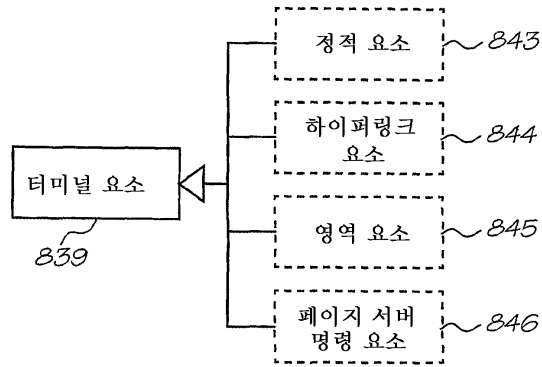 정적 요소
843
하이퍼링크
요소
844
터미널 요소
839
영역 요소
845
페이지 서버
명령 요소
846